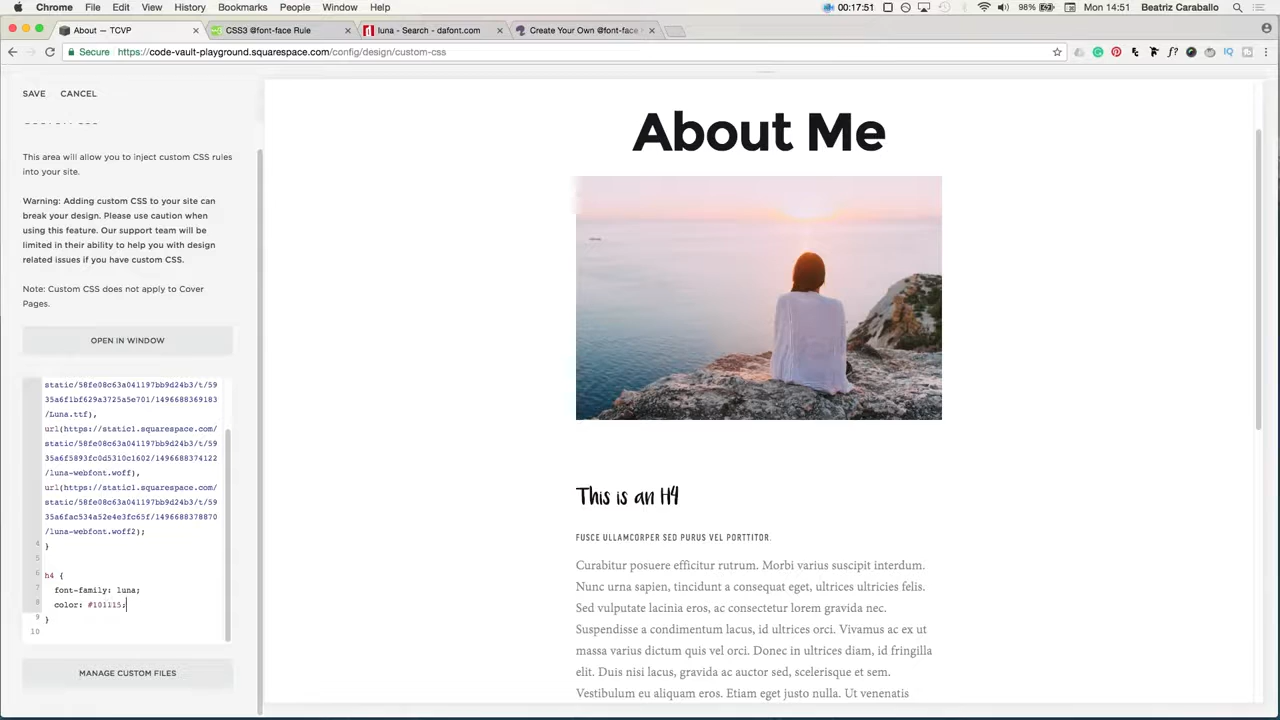 Chrome File Edit View History Bookmarks People Window Help 00:17:51 98% Mon 14:51 Beatriz Caraballo
About — TCVP CSS3 @font-face Rule luna - Search - dafont.com Create Your Own @font-face
Secure https://code-vault-playground.squarespace.com/config/design/custom-css
SAVE CANCEL
This area will allow you to inject custom CSS rules
into your site.
Warning: Adding custom CSS to your site can
break your design. Please use caution when
using this feature. Our support team will be
limited in their ability to help you with design
related issues if you have custom CSS.
Note: Custom CSS does not apply to Cover
Pages.
OPEN IN WINDOW
static/58fe08c63a041197bb9d24b3/t/59
35a6f1bf629a3725a5e701/1496688369183
/Luna.ttf),
url(https://static1.squarespace.com/
static/58fe08c63a041197bb9d24b3/t/59
35a6f5893fc0d5310c1602/1496688374122
/luna-webfont.woff),
url(https://static1.squarespace.com/
static/58fe08c63a041197bb9d24b3/t/59
35a6fac534a52e4e3fc65f/1496688378870
/luna-webfont.woff2);
4 }
5
6 h4 {
7 font-family: luna;
8 color: #101115;
9 }
10
MANAGE CUSTOM FILES
About Me
This is an H4
FUSCE ULLAMCORPER SED PURUS VEL PORTTITOR.
Curabitur posuere efficitur rutrum. Morbi varius suscipit interdum.
Nunc urna sapien, tincidunt a consequat eget, ultrices ultricies felis.
Sed vulputate lacinia eros, ac consectetur lorem gravida nec.
Suspendisse a condimentum lacus, id ultrices orci. Vivamus ac ex ut
massa varius dictum quis vel orci. Donec in ultrices diam, id fringilla
elit. Duis nisi lacus, gravida ac auctor sed, scelerisque et sem.
Vestibulum eu aliquam eros. Etiam eget justo nulla. Ut venenatis